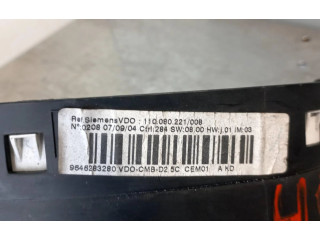 Ref SiemensVDO : 110.080.221/008
N°:0208 07/09/04 Ctrl:284 SW:08.00 HW:j.01 IM:03
9646283280 VDO-CMB-D2.5C CEM01 A ND